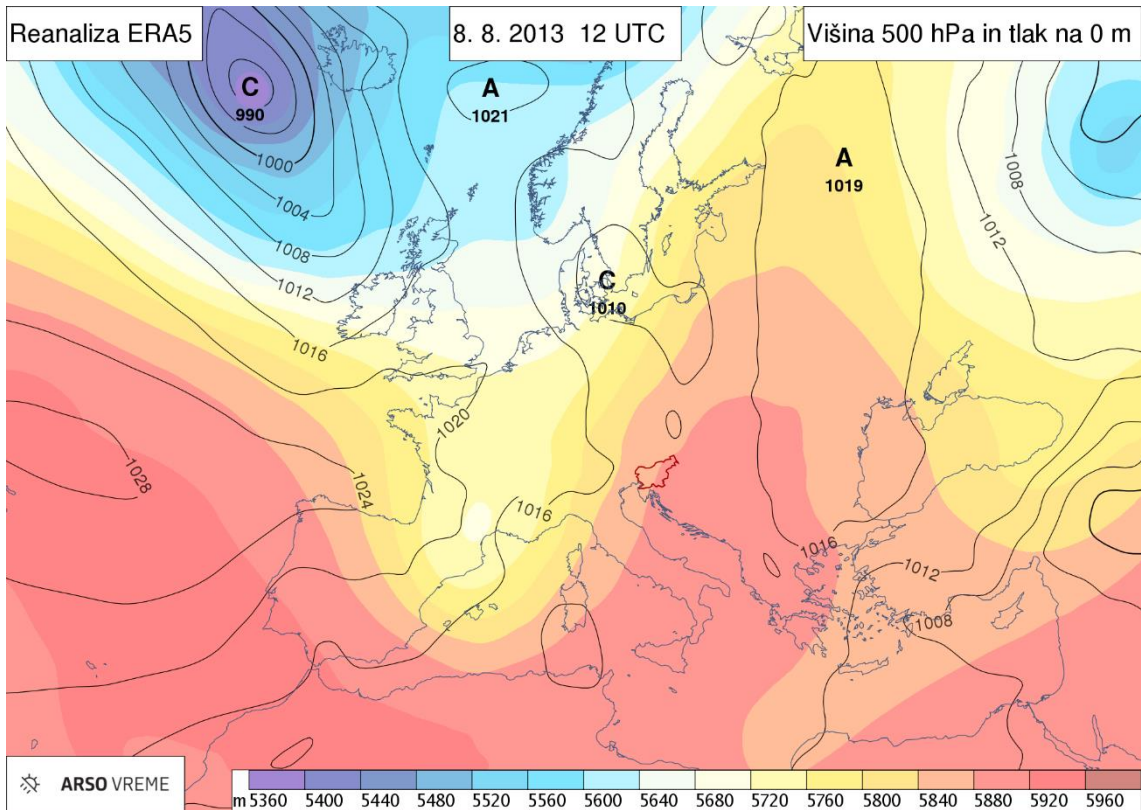 Reanaliza ERA5
8. 8. 2013 12 UTC
Višina 500 hPa in tlak na 0 m
C
990
A
1021
A
1019
C
1010
1000
1004
1008
1012
1016
1008
1012
1020
1028
1024
1016
1016
1012
1008
ARSO VREME
m 5360 5400 5440 5480 5520 5560 5600 5640 5680 5720 5760 5800 5840 5880 5920 5960